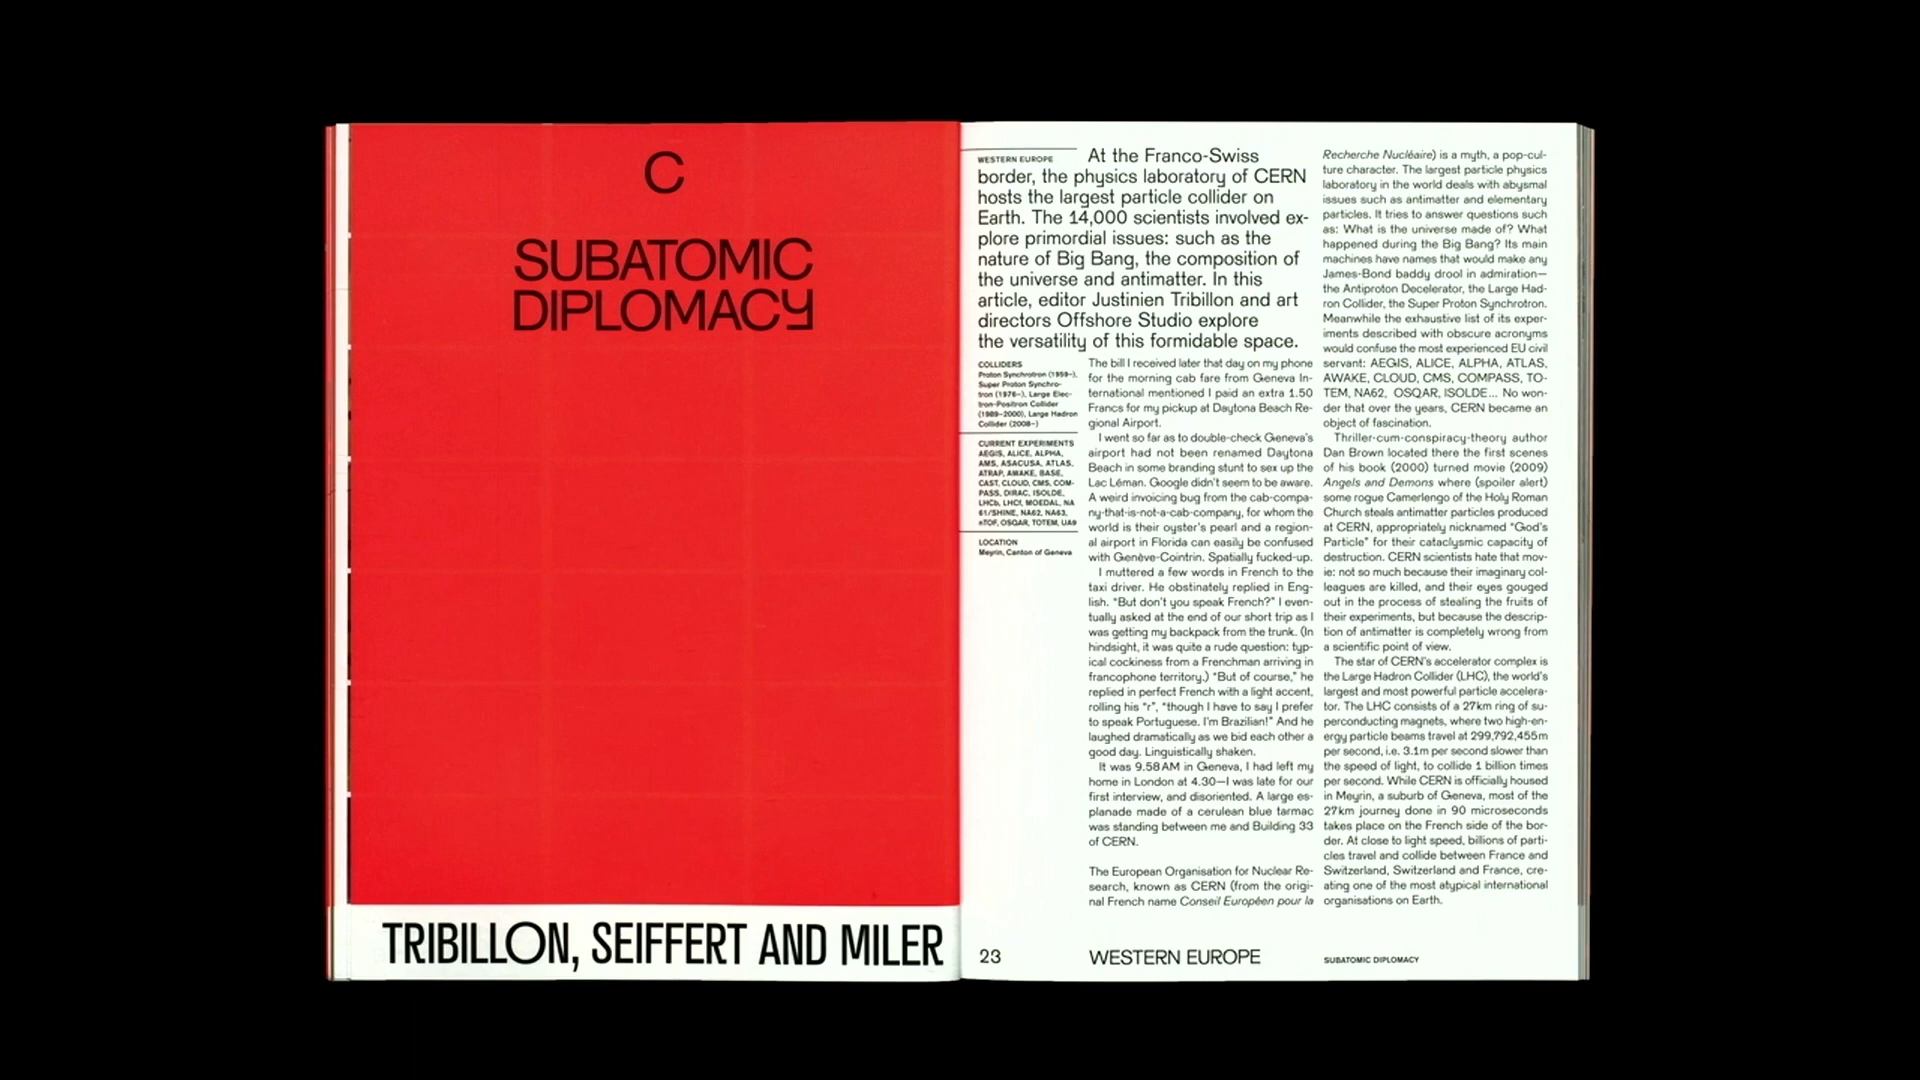 C
SUBATOMIC
DIPLOMACY
TRIBILLON, SEIFFERT AND MILER
WESTERN EUROPE
At the Franco-Swiss
border, the physics laboratory of CERN
hosts the largest particle collider on
Earth. The 14,000 scientists involved ex-
plore primordial issues: such as the
nature of Big Bang, the composition of
the universe and antimatter. In this
article, editor Justinien Tribillon and art
directors Offshore Studio explore
the versatility of this formidable space.
COLLIDERS
Proton Synchrotron (1959–),
Super Proton Synchro-
tron (1976–), Large Elec-
tron-Positron Collider
(1989–2000), Large Hadron
Collider (2008–)
CURRENT EXPERIMENTS
AEGIS, ALICE, ALPHA,
AMS, ASACUSA, ATLAS,
ATRAP, AWAKE, BASE,
CAST, CLOUD, CMS, COM-
PASS, DIRAC, ISOLDE,
LHCb, LHCf, MOEDAL, NA
61/SHINE, NA62, NA63,
nTOF, OSQAR, TOTEM, UA9
LOCATION
Meyrin, Canton of Geneva
The bill I received later that day on my phone
for the morning cab fare from Geneva In-
ternational mentioned I paid an extra 1.50
Francs for my pickup at Daytona Beach Re-
gional Airport.
I went so far as to double-check Geneva's
airport had not been renamed Daytona
Beach in some branding stunt to sex up the
Lac Léman. Google didn't seem to be aware.
A weird invoicing bug from the cab-compa-
ny-that-is-not-a-cab-company, for whom the
world is their oyster's pearl and a region-
al airport in Florida can easily be confused
with Genève-Cointrin. Spatially fucked-up.
I muttered a few words in French to the
taxi driver. He obstinately replied in Eng-
lish. "But don't you speak French?" I even-
tually asked at the end of our short trip as I
was getting my backpack from the trunk. (In
hindsight, it was quite a rude question: typ-
ical cockiness from a Frenchman arriving in
francophone territory.) "But of course," he
replied in perfect French with a light accent,
rolling his "r", "though I have to say I prefer
to speak Portuguese. I'm Brazilian!" And he
laughed dramatically as we bid each other a
good day. Linguistically shaken.
It was 9.58 AM in Geneva, I had left my
home in London at 4.30—I was late for our
first interview, and disoriented. A large es-
planade made of a cerulean blue tarmac
was standing between me and Building 33
of CERN.
The European Organisation for Nuclear Re-
search, known as CERN (from the origi-
nal French name Conseil Européen pour la
Recherche Nucléaire) is a myth, a pop-cul-
ture character. The largest particle physics
laboratory in the world deals with abysmal
issues such as antimatter and elementary
particles. It tries to answer questions such
as: What is the universe made of? What
happened during the Big Bang? Its main
machines have names that would make any
James-Bond baddy drool in admiration—
the Antiproton Decelerator, the Large Had-
ron Collider, the Super Proton Synchrotron.
Meanwhile the exhaustive list of its exper-
iments described with obscure acronyms
would confuse the most experienced EU civil
servant: AEGIS, ALICE, ALPHA, ATLAS,
AWAKE, CLOUD, CMS, COMPASS, TO-
TEM, NA62, OSQAR, ISOLDE... No won-
der that over the years, CERN became an
object of fascination.
Thriller-cum-conspiracy-theory author
Dan Brown located there the first scenes
of his book (2000) turned movie (2009)
Angels and Demons where (spoiler alert)
some rogue Camerlengo of the Holy Roman
Church steals antimatter particles produced
at CERN, appropriately nicknamed "God's
Particle" for their cataclysmic capacity of
destruction. CERN scientists hate that mov-
ie: not so much because their imaginary col-
leagues are killed, and their eyes gouged
out in the process of stealing the fruits of
their experiments, but because the descrip-
tion of antimatter is completely wrong from
a scientific point of view.
The star of CERN's accelerator complex is
the Large Hadron Collider (LHC), the world's
largest and most powerful particle accelera-
tor. The LHC consists of a 27km ring of su-
perconducting magnets, where two high-en-
ergy particle beams travel at 299,792,455m
per second, i.e. 3.1m per second slower than
the speed of light, to collide 1 billion times
per second. While CERN is officially housed
in Meyrin, a suburb of Geneva, most of the
27km journey done in 90 microseconds
takes place on the French side of the bor-
der. At close to light speed, billions of parti-
cles travel and collide between France and
Switzerland, Switzerland and France, cre-
ating one of the most atypical international
organisations on Earth.
23
WESTERN EUROPE
SUBATOMIC DIPLOMACY